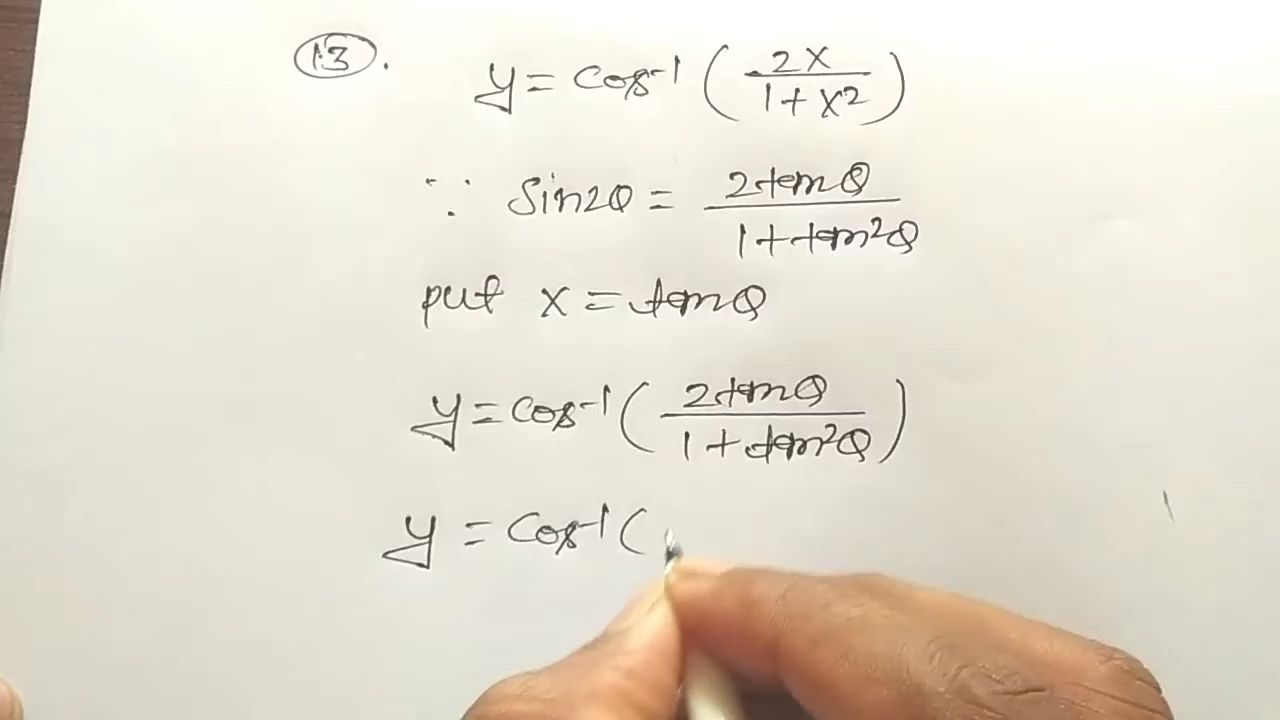 13. y = cos⁻¹ ( 2x / 1+x² )
∵ sin2θ = 2tanθ / 1+tan²θ
put x = tanθ
y = cos⁻¹ ( 2tanθ / 1+tan²θ )
y = cos⁻¹ (